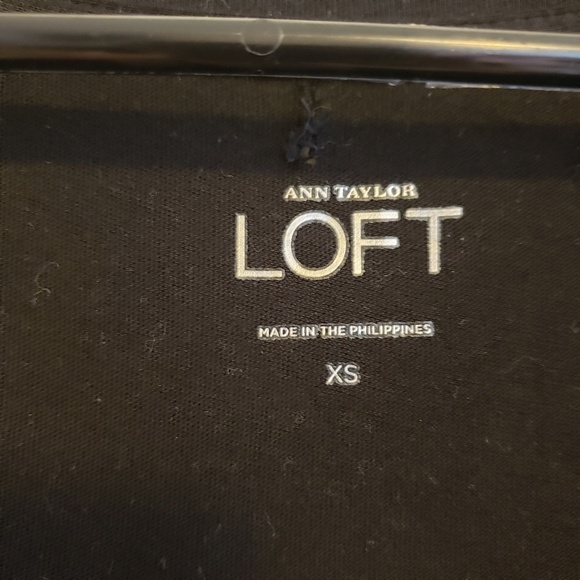 ANN TAYLOR
LOFT
MADE IN THE PHILIPPINES
XS